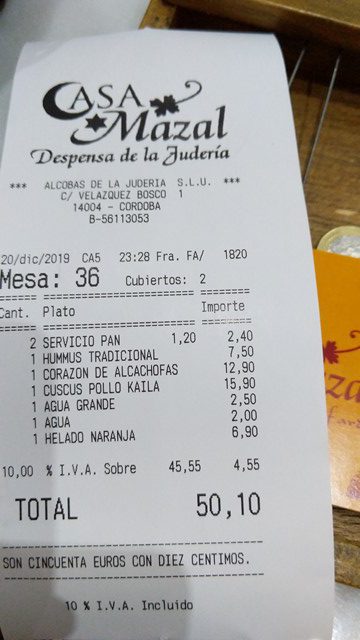 CASA
Mazal
Despensa de la Judería
*** ALCOBAS DE LA JUDERIA S.L.U. ***
C/ VELAZQUEZ BOSCO 1
14004 - CORDOBA
B-56113053
20/dic/2019 CA5 23:28 Fra. FA/ 1820
Mesa: 36 Cubiertos: 2
Cant. Plato Importe
2 SERVICIO PAN 1,20 2,40
1 HUMMUS TRADICIONAL 7,50
1 CORAZON DE ALCACHOFAS 12,90
1 CUSCUS POLLO KAILA 15,90
1 AGUA GRANDE 2,50
1 AGUA 2,00
1 HELADO NARANJA 6,90
10,00 % I.V.A. Sobre 45,55 4,55
TOTAL 50,10
SON CINCUENTA EUROS CON DIEZ CENTIMOS.
10 % I.V.A. Incluido